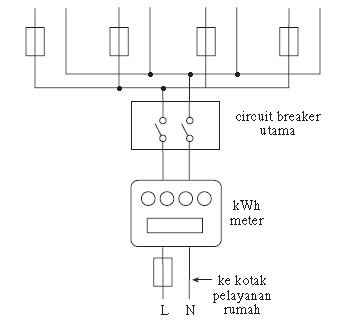 circuit breaker
utama
kWh
meter
ke kotak
pelayanan
rumah
L N